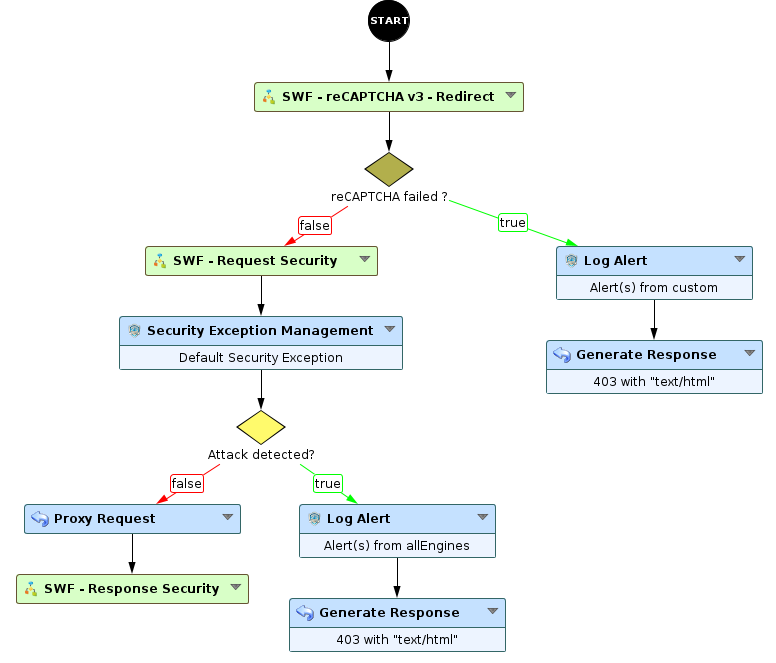 START
SWF - reCAPTCHA v3 - Redirect
reCAPTCHA failed ?
false
true
SWF - Request Security
Log Alert
Alert(s) from custom
Security Exception Management
Default Security Exception
Generate Response
403 with "text/html"
Attack detected?
false
true
Proxy Request
Log Alert
Alert(s) from allEngines
SWF - Response Security
Generate Response
403 with "text/html"